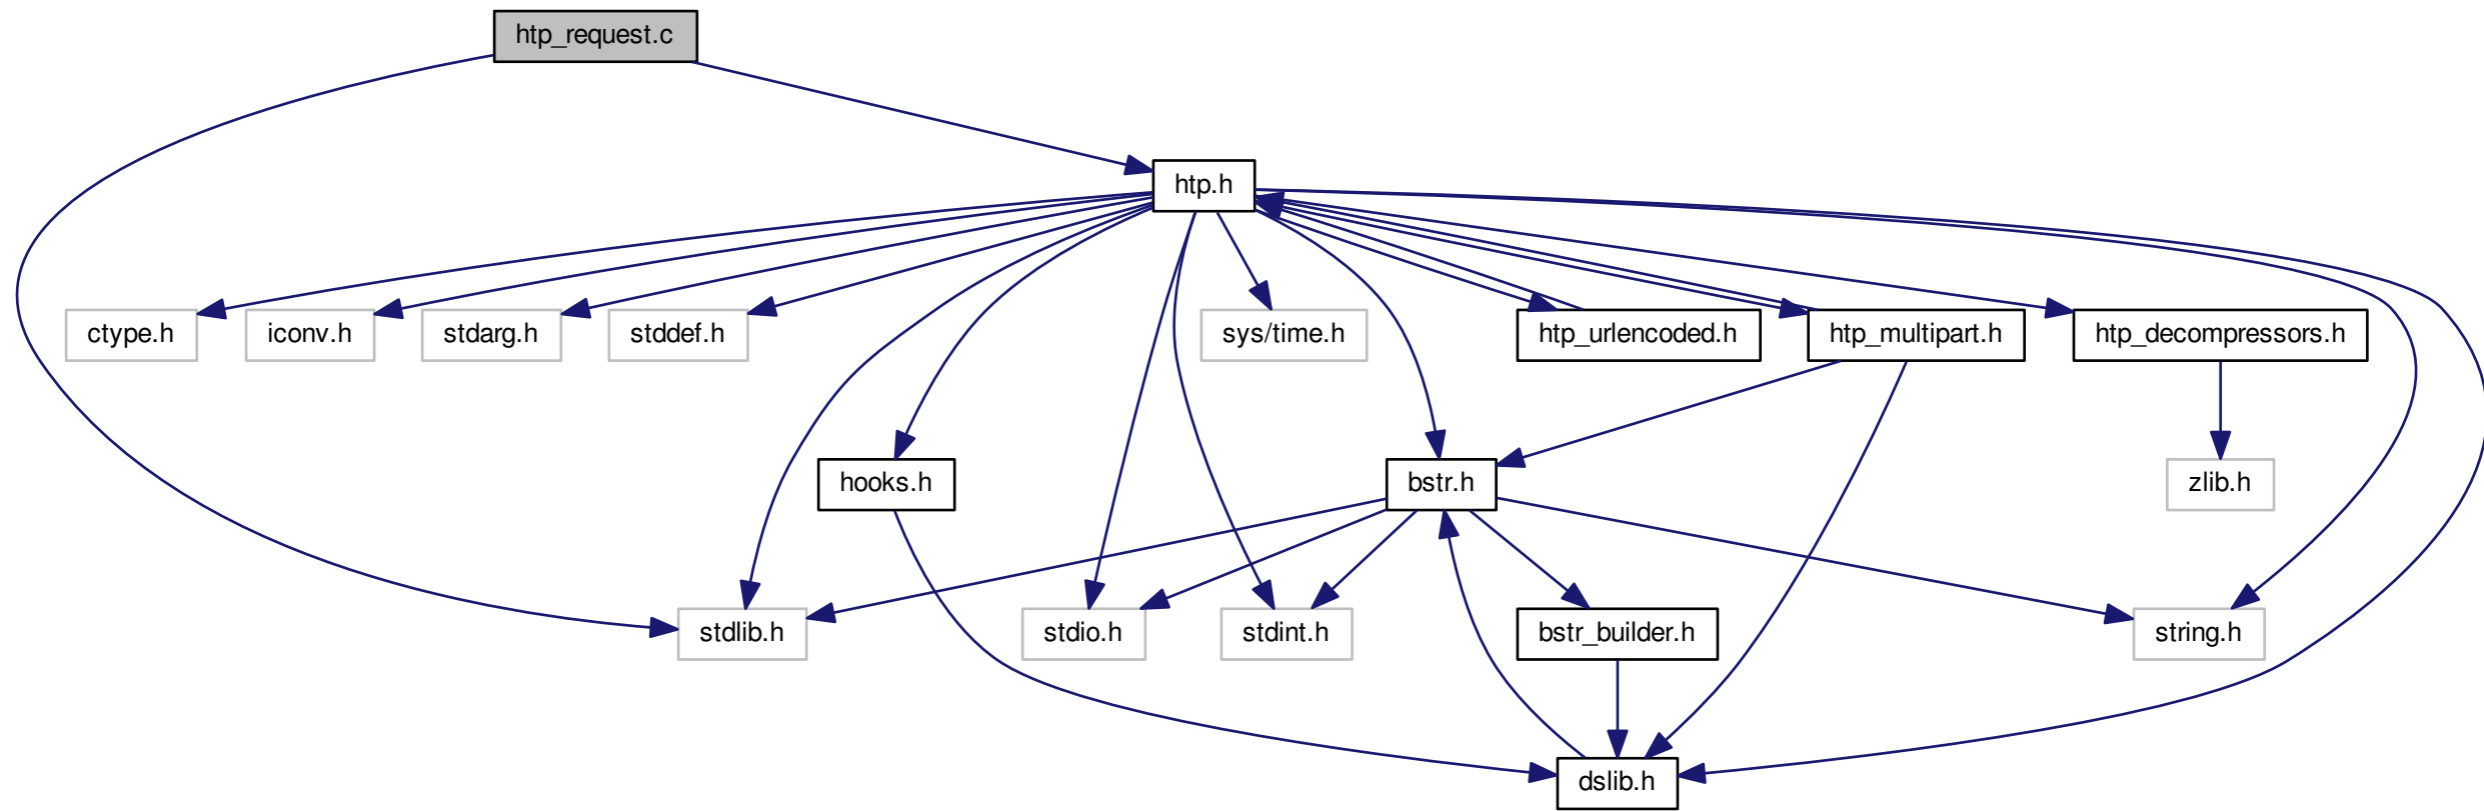 htp_request.c
htp.h
ctype.h
iconv.h
stdarg.h
stddef.h
sys/time.h
htp_urlencoded.h
htp_multipart.h
htp_decompressors.h
hooks.h
bstr.h
zlib.h
stdlib.h
stdio.h
stdint.h
bstr_builder.h
string.h
dslib.h